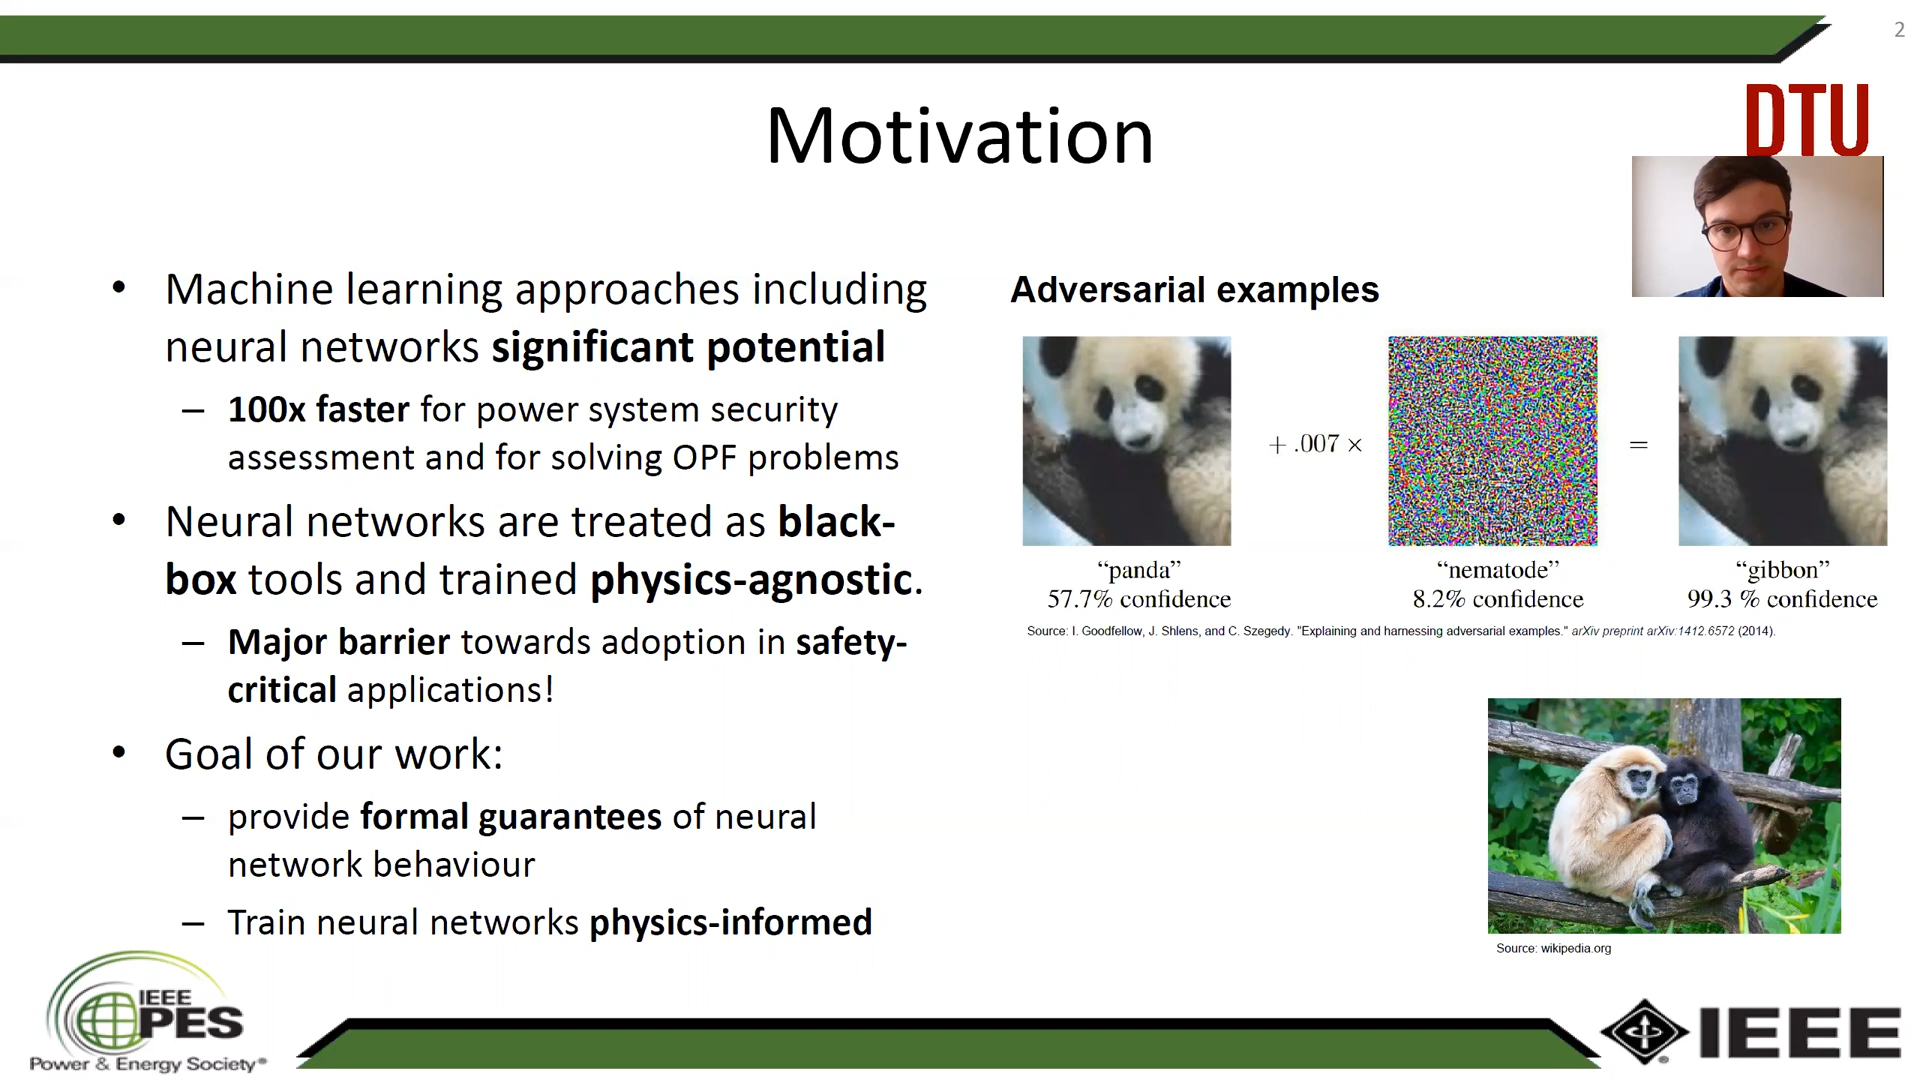 2
DTU
Motivation
• Machine learning approaches including
neural networks significant potential
– 100x faster for power system security
assessment and for solving OPF problems
• Neural networks are treated as black-
box tools and trained physics-agnostic.
– Major barrier towards adoption in safety-
critical applications!
• Goal of our work:
– provide formal guarantees of neural
network behaviour
– Train neural networks physics-informed
Adversarial examples
+ .007 ×
=
“panda”
57.7% confidence
“nematode”
8.2% confidence
“gibbon”
99.3 % confidence
Source: I. Goodfellow, J. Shlens, and C. Szegedy. "Explaining and harnessing adversarial examples." arXiv preprint arXiv:1412.6572 (2014).
Source: wikipedia.org
IEEE
PES
Power & Energy Society®
IEEE